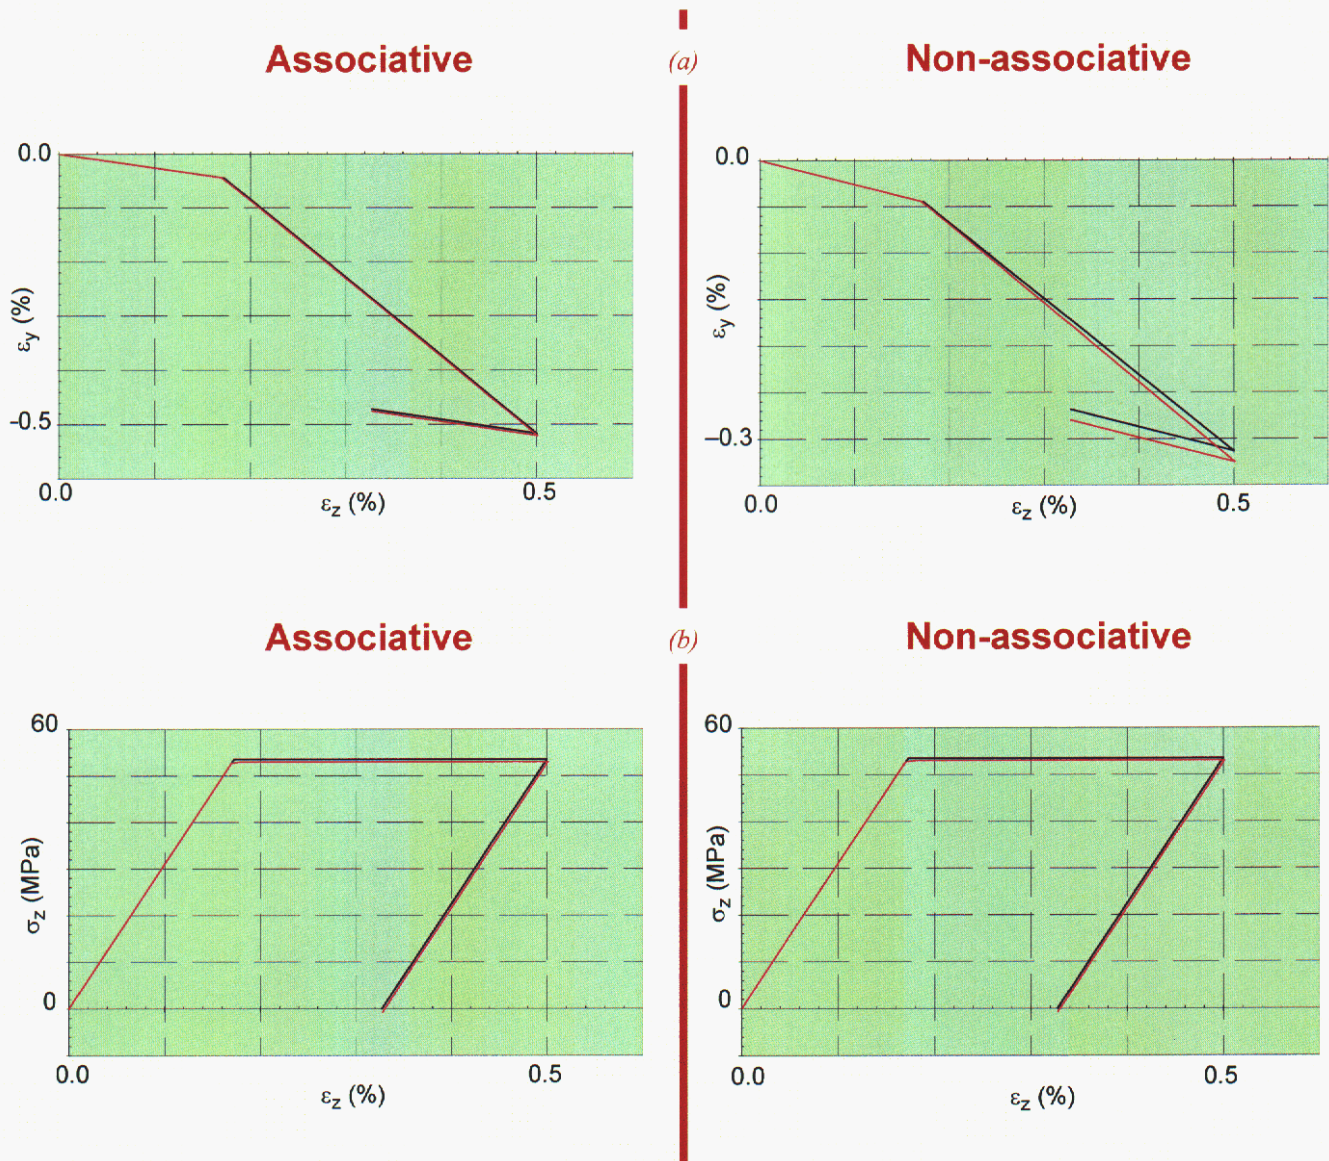 Associative
(a)
Non-associative
0.0
εy (%)
–0.5
0.0
0.5
εz (%)
0.0
εy (%)
–0.3
0.0
0.5
εz (%)
Associative
(b)
Non-associative
60
σz (MPa)
0
0.0
0.5
εz (%)
60
σz (MPa)
0
0.0
0.5
εz (%)